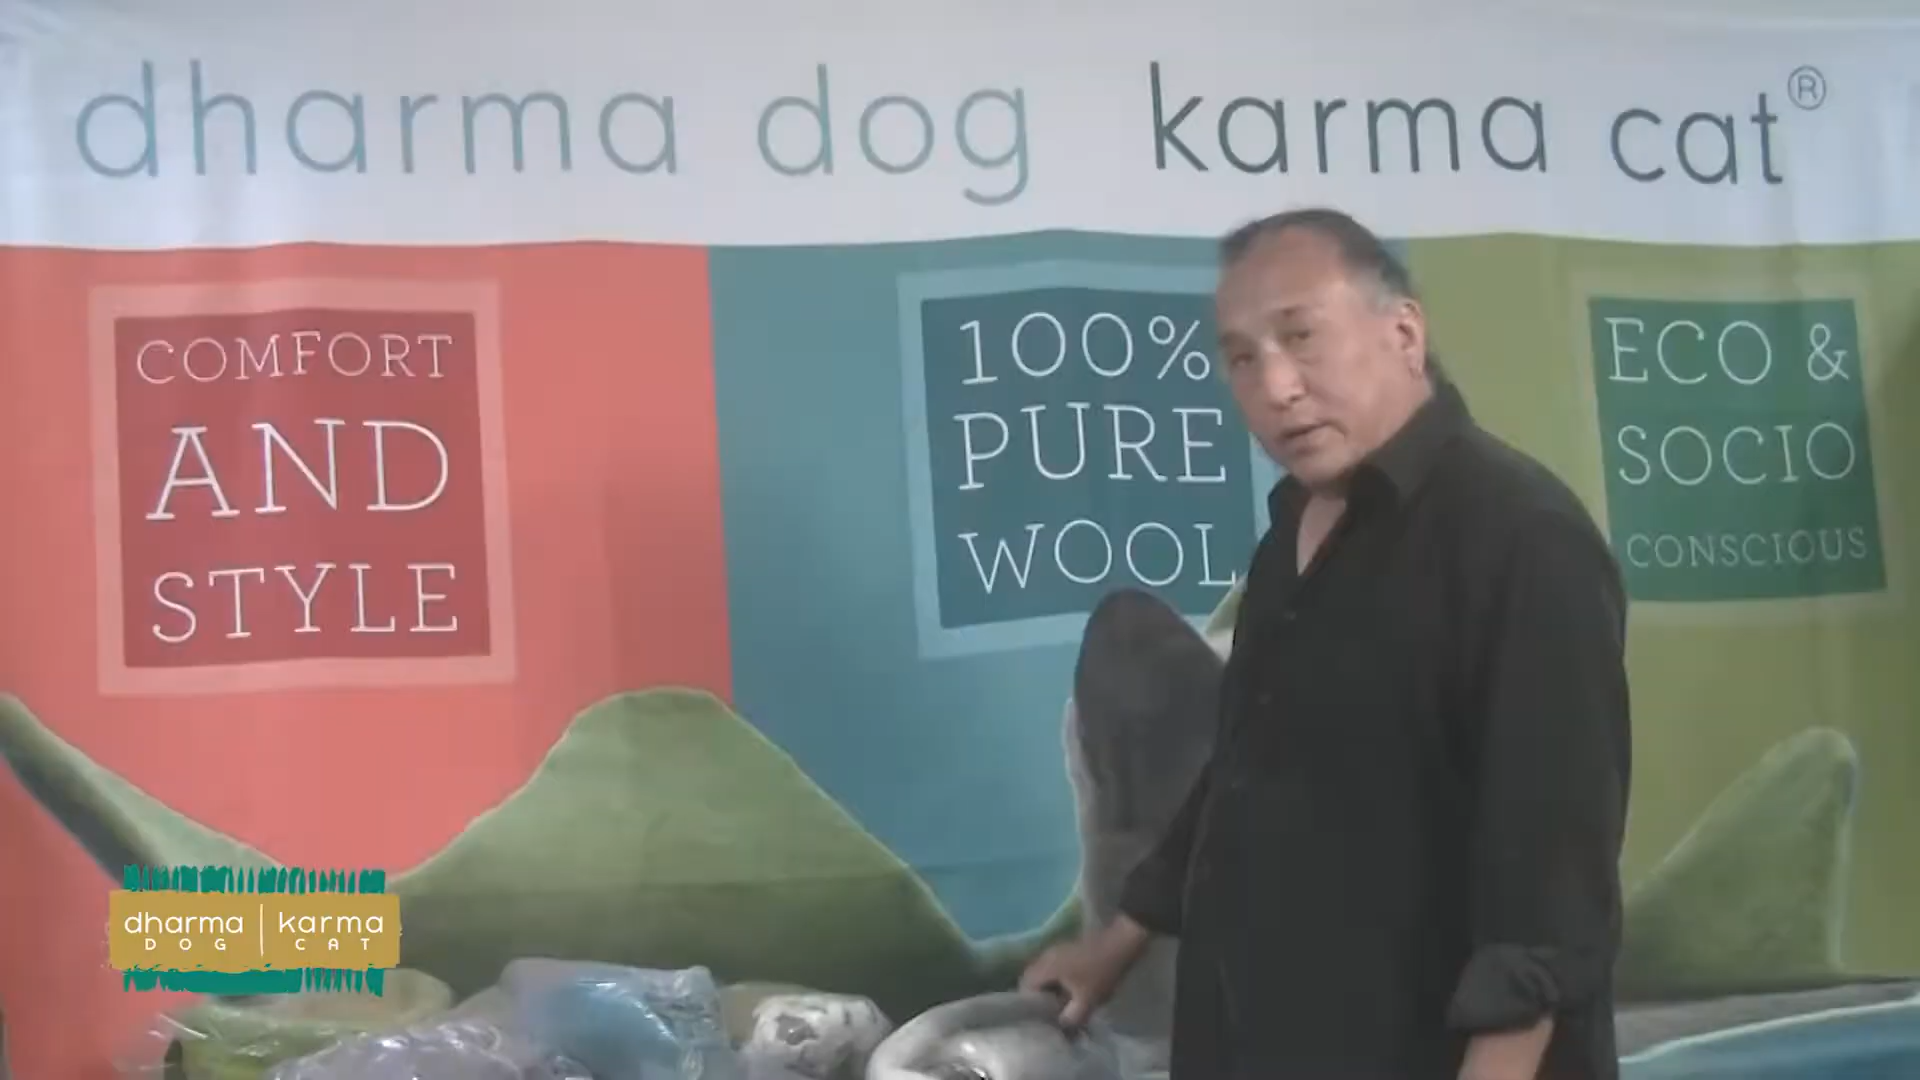 dharma dog karma cat®
COMFORT
AND
STYLE
100%
PURE
WOOL
ECO &
SOCIO
CONSCIOUS
dharma | karma
DOG | CAT